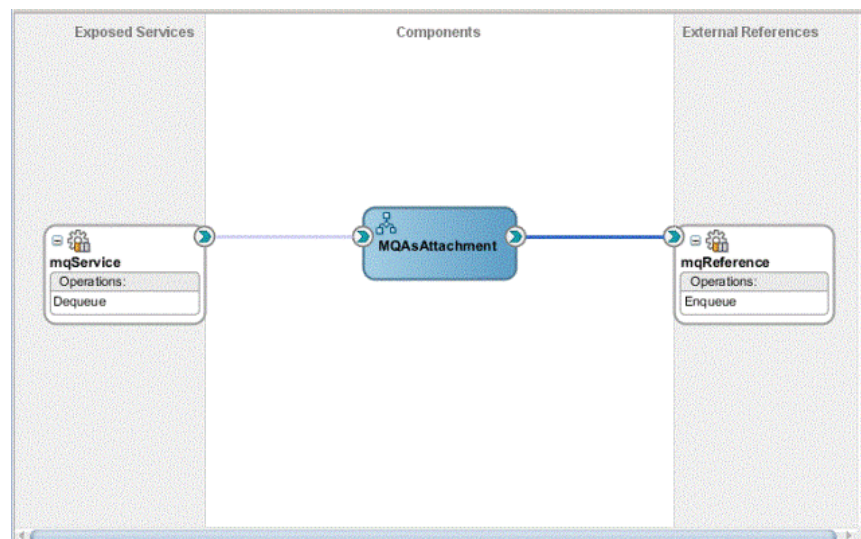 Exposed Services
Components
External References
mqService
Operations:
Dequeue
MQAsAttachment
mqReference
Operations:
Enqueue